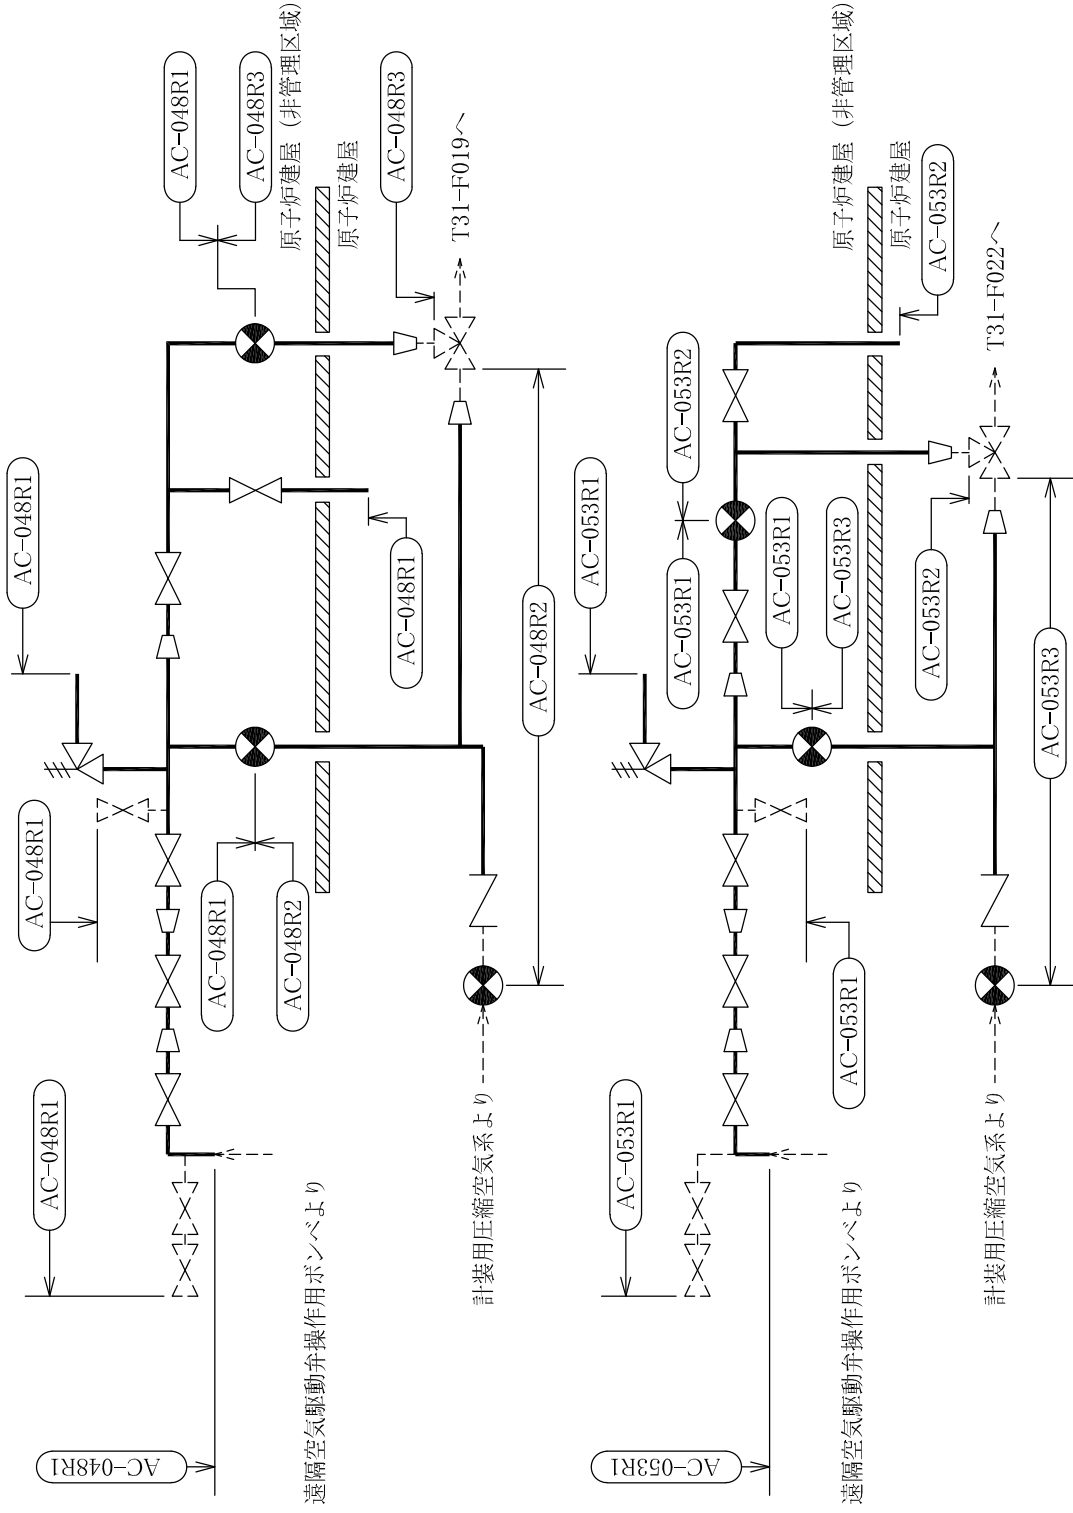 AC-048R1
遠隔空気駆動弁操作用ボンベより
AC-048R1
AC-048R1
AC-048R1
AC-048R1
AC-048R2
AC-048R1
AC-048R1
AC-048R3
原子炉建屋（非管理区域）
原子炉建屋
AC-048R3
T31-F019へ
AC-048R2
計装用圧縮空気系より
AC-053R1
遠隔空気駆動弁操作用ボンベより
AC-053R1
AC-053R1
AC-053R1
AC-053R1
AC-053R2
AC-053R1
AC-053R3
原子炉建屋（非管理区域）
原子炉建屋
AC-053R2
AC-053R2
T31-F022へ
AC-053R3
計装用圧縮空気系より